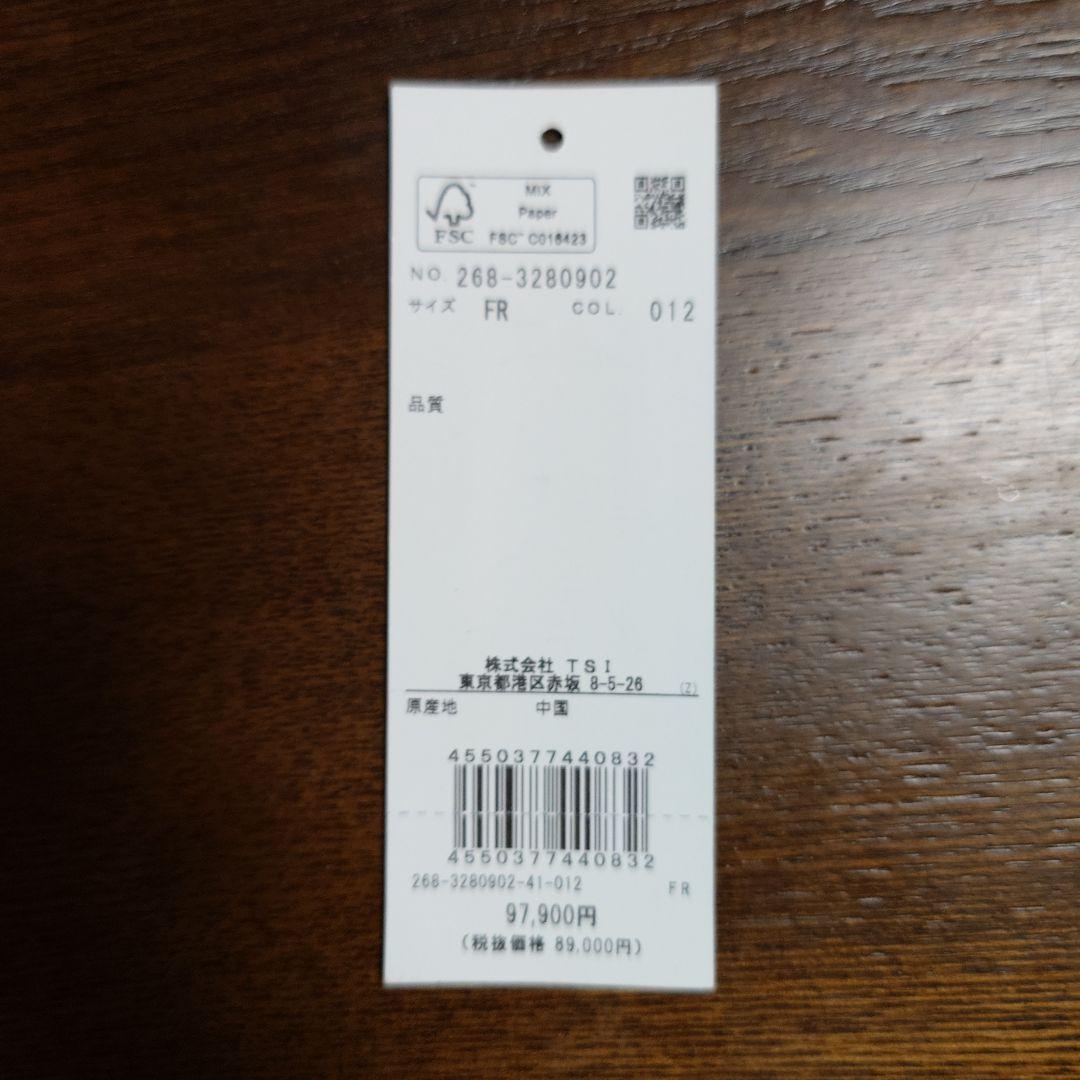 MIX
Paper
FSC™ C016423
FSC
NO. 268-3280902
サイズ FR COL. 012
品質
株式会社 TSI
東京都港区赤坂 8-5-26 (Z)
原産地 中国
4550377440832
4550377440832
268-3280902-41-012 FR
97,900円
(税抜価格 89,000円)